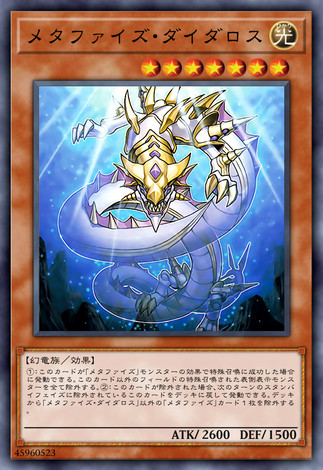 メタファイズ・ダイダロス
光
【幻竜族／効果】
①:このカードが「メタファイズ」モンスターの効果で特殊召喚に成功した場合
に発動できる。このカード以外のフィールドの特殊召喚された表側表示モンス
ターを全て除外する。②:このカードが除外された場合、次のターンのスタンバ
イフェイズに除外されているこのカードをデッキに戻して発動できる。デッキ
から「メタファイズ・ダイダロス」以外の「メタファイズ」カード１枚を除外する
。
ATK/ 2600 DEF/1500
45960523